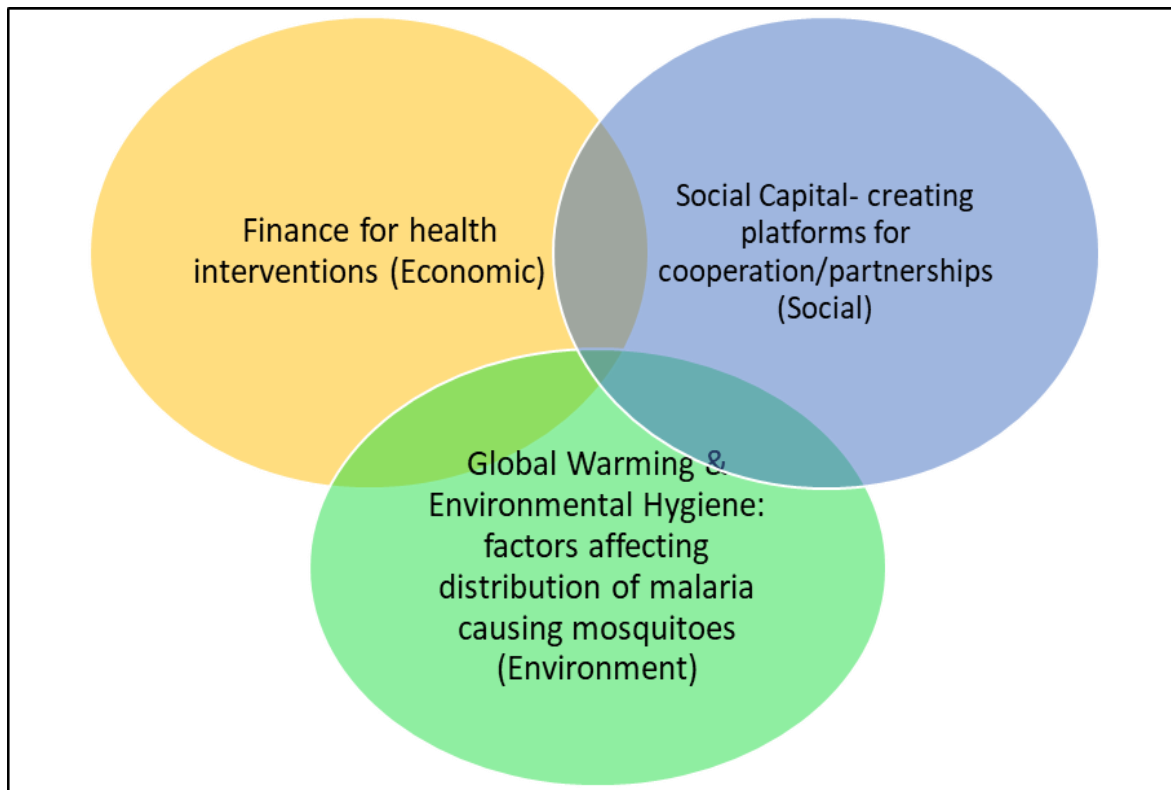 Finance for health
interventions (Economic)
Social Capital- creating
platforms for
cooperation/partnerships
(Social)
Global Warming &
Environmental Hygiene:
factors affecting
distribution of malaria
causing mosquitoes
(Environment)